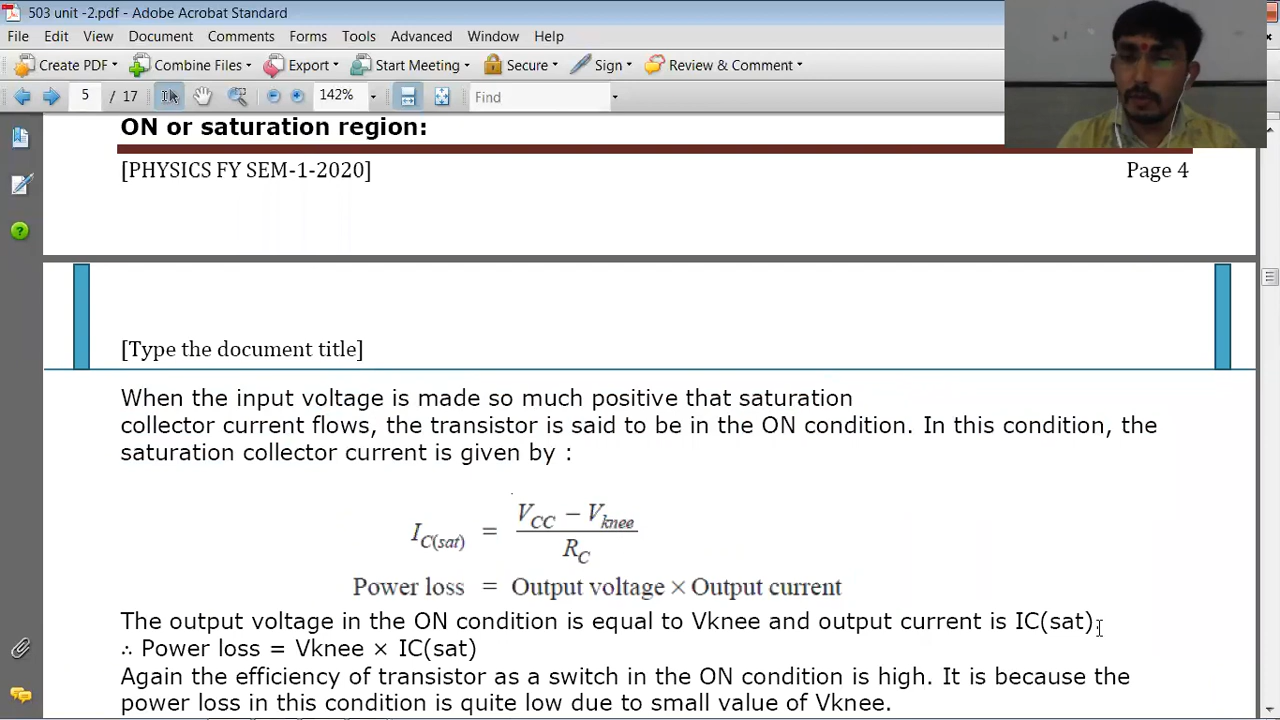 503 unit -2.pdf - Adobe Acrobat Standard
File Edit View Document Comments Forms Tools Advanced Window Help
Create PDF Combine Files Export Start Meeting Secure Sign Review & Comment
5 / 17 142% Find
ON or saturation region:
[PHYSICS FY SEM-1-2020] Page 4
[Type the document title]
When the input voltage is made so much positive that saturation
collector current flows, the transistor is said to be in the ON condition. In this condition, the
saturation collector current is given by :
I_C(sat) = (V_CC − V_knee) / R_C
Power loss = Output voltage × Output current
The output voltage in the ON condition is equal to Vknee and output current is IC(sat).
∴ Power loss = Vknee × IC(sat)
Again the efficiency of transistor as a switch in the ON condition is high. It is because the
power loss in this condition is quite low due to small value of Vknee.